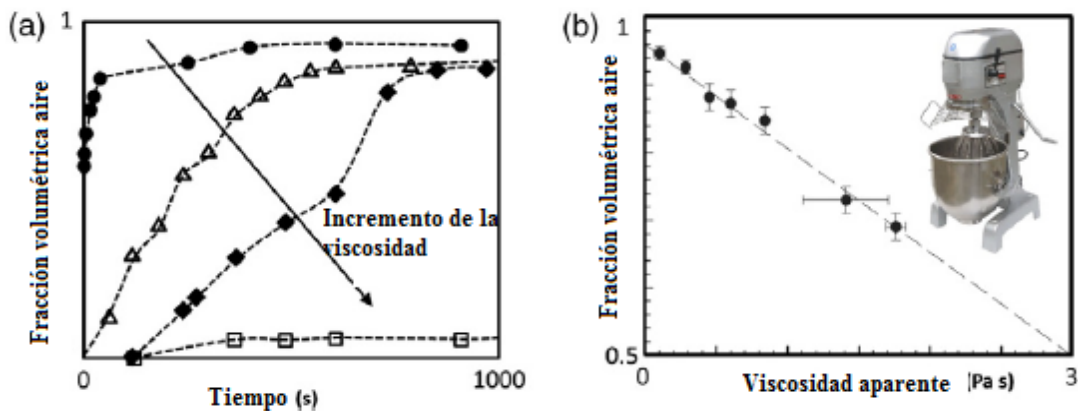 (a)
1
Fracción volumétrica aire
Incremento de la
viscosidad
0
Tiempo (s)
1000
(b)
1
Fracción volumétrica aire
0.5
0
Viscosidad aparente (Pa s)
3